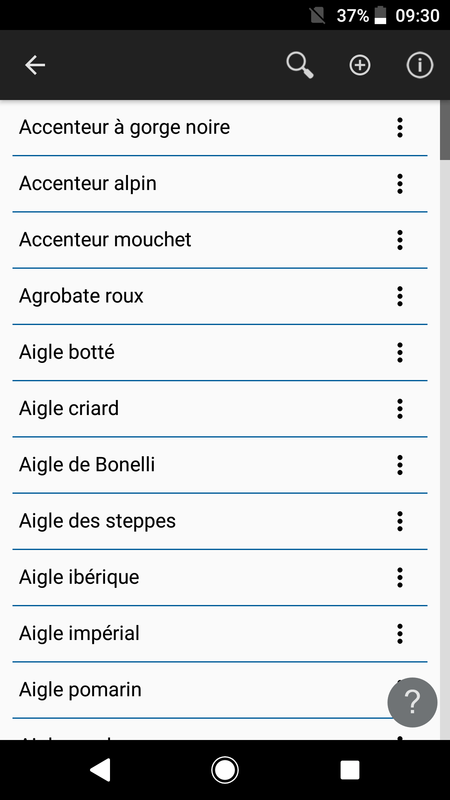 37% 09:30
Accenteur à gorge noire
Accenteur alpin
Accenteur mouchet
Agrobate roux
Aigle botté
Aigle criard
Aigle de Bonelli
Aigle des steppes
Aigle ibérique
Aigle impérial
Aigle pomarin
?